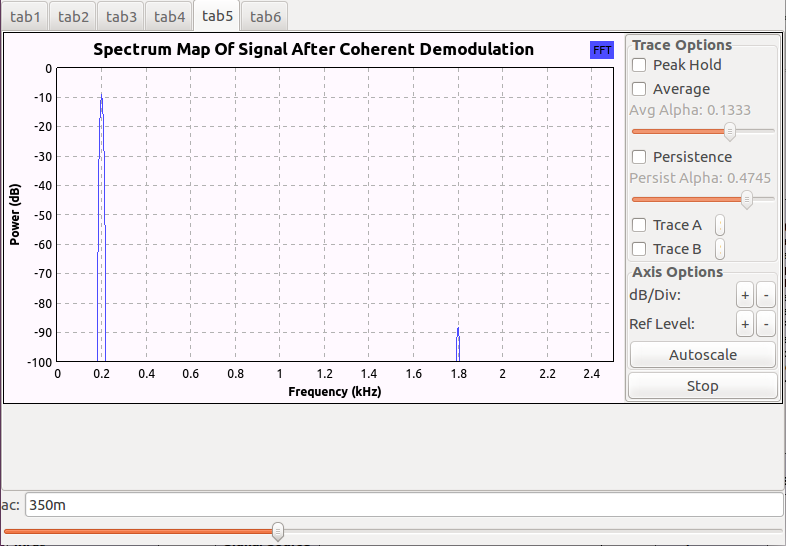 tab1 tab2 tab3 tab4 tab5 tab6
Spectrum Map Of Signal After Coherent Demodulation
FFT
0
-10
-20
-30
-40
-50
-60
-70
-80
-90
-100
Power (dB)
0 0.2 0.4 0.6 0.8 1 1.2 1.4 1.6 1.8 2 2.2 2.4
Frequency (kHz)
Trace Options
Peak Hold
Average
Avg Alpha: 0.1333
Persistence
Persist Alpha: 0.4745
Trace A
Trace B
Axis Options
dB/Div: + -
Ref Level: + -
Autoscale
Stop
ac: 350m